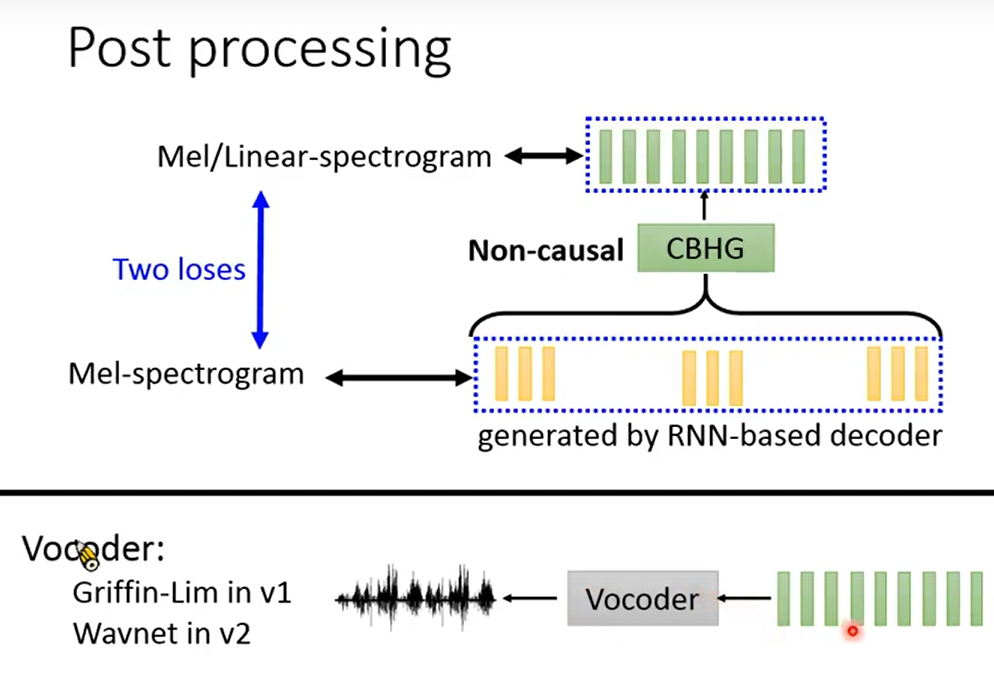 Post processing
Mel/Linear-spectrogram
Non-causal
CBHG
Two loses
Mel-spectrogram
generated by RNN-based decoder
Vocoder:
Griffin-Lim in v1
Wavnet in v2
Vocoder